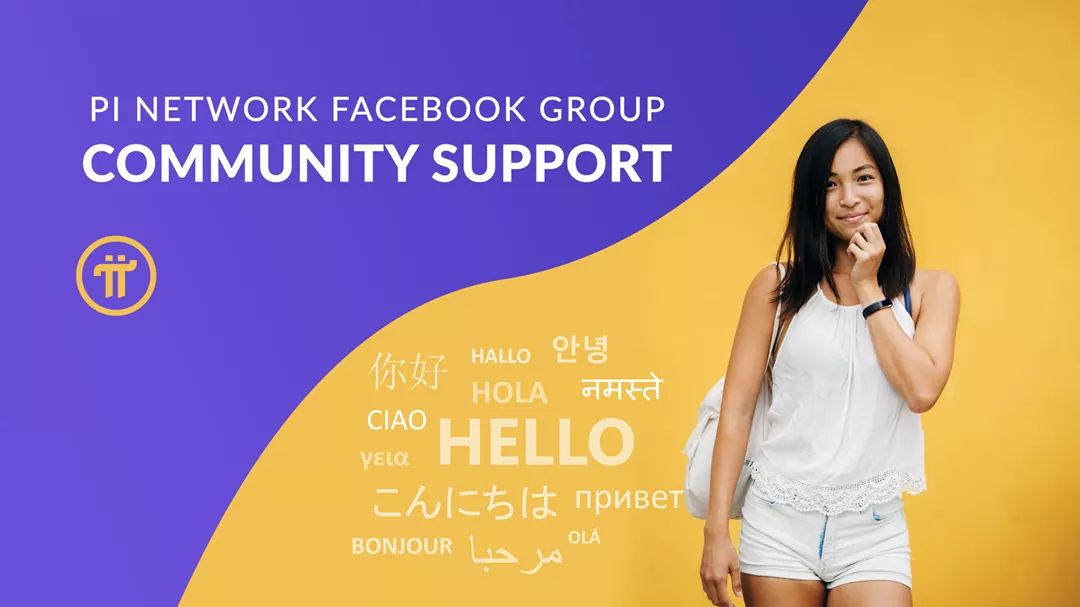 PI NETWORK FACEBOOK GROUP
COMMUNITY SUPPORT
你好 HALLO 안녕
HOLA नमस्ते
CIAO HELLO
γεια
こんにちは привет
BONJOUR مرحبا OLÁ